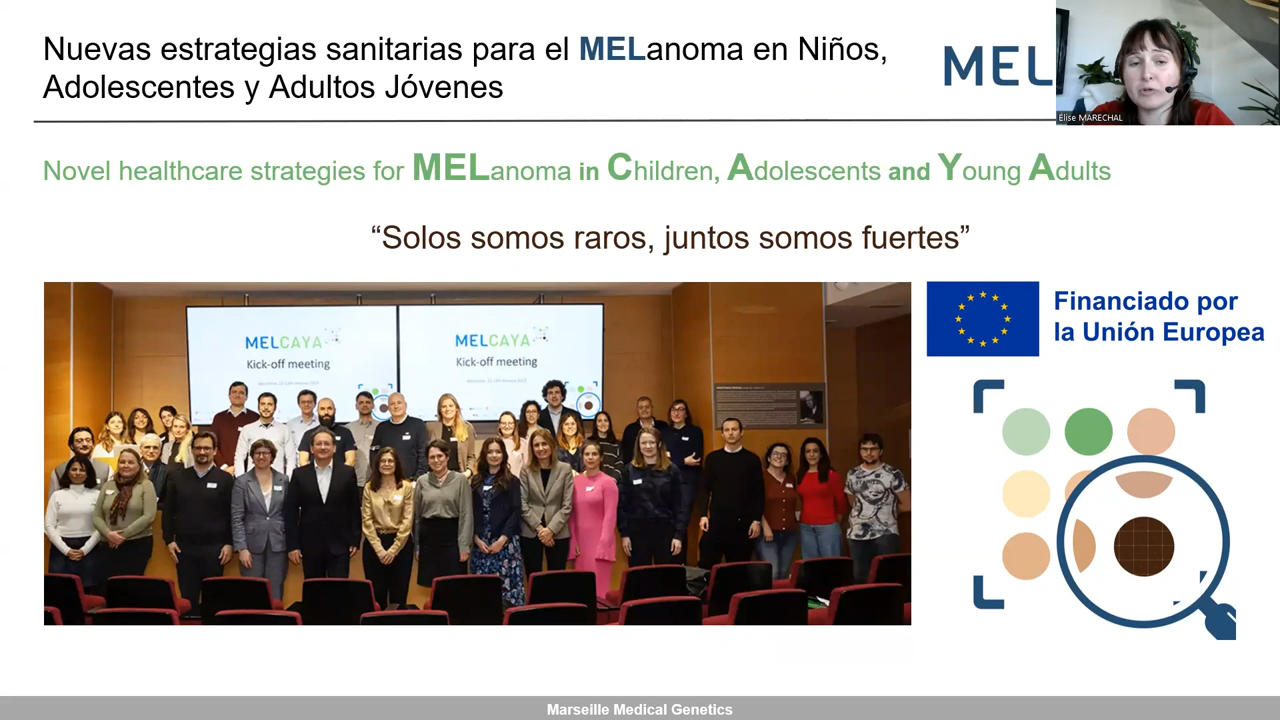 Nuevas estrategias sanitarias para el MELanoma en Niños,
Adolescentes y Adultos Jóvenes
MEL
Elise MARECHAL
Novel healthcare strategies for MELanoma in Children, Adolescents and Young Adults
“Solos somos raros, juntos somos fuertes”
MELCAYA
Kick-off meeting
MELCAYA
Kick-off meeting
Financiado por
la Unión Europea
Marseille Medical Genetics